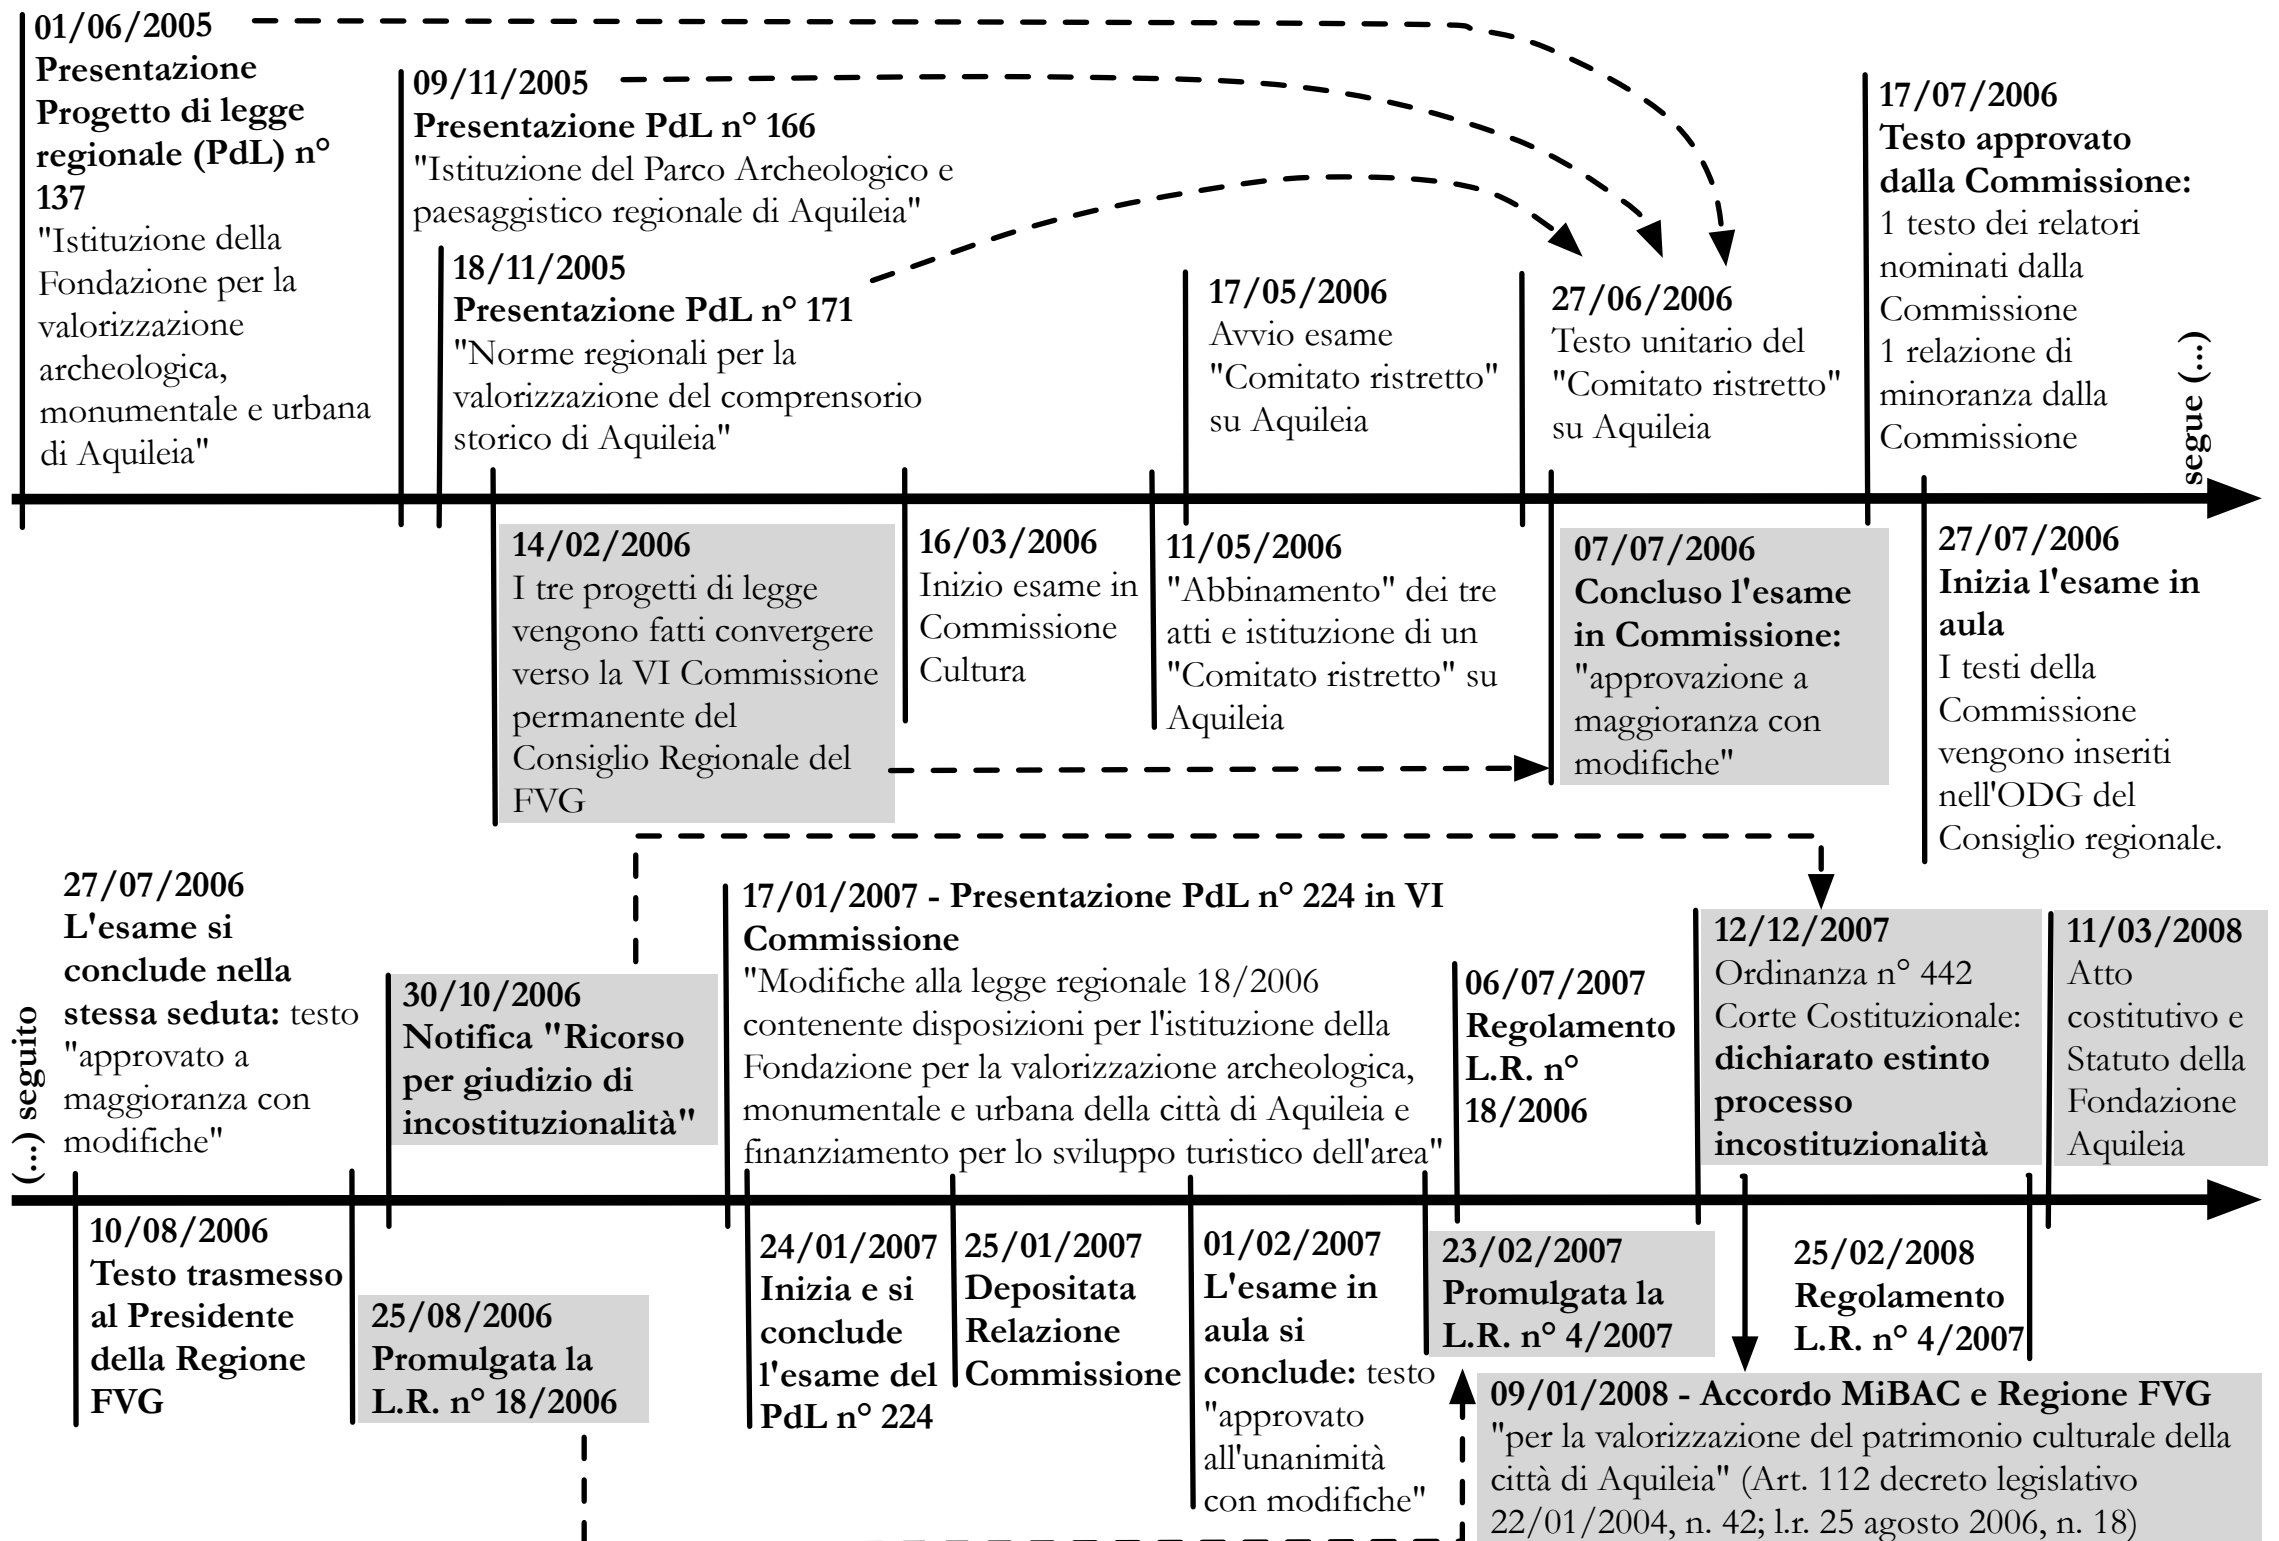 01/06/2005
Presentazione
Progetto di legge
regionale (PdL) n°
137
"Istituzione della
Fondazione per la
valorizzazione
archeologica,
monumentale e urbana
di Aquileia"
09/11/2005
Presentazione PdL n° 166
"Istituzione del Parco Archeologico e
paesaggistico regionale di Aquileia"
18/11/2005
Presentazione PdL n° 171
"Norme regionali per la
valorizzazione del comprensorio
storico di Aquileia"
14/02/2006
I tre progetti di legge
vengono fatti convergere
verso la VI Commissione
permanente del
Consiglio Regionale del
FVG
16/03/2006
Inizio esame in
Commissione
Cultura
11/05/2006
"Abbinamento" dei tre
atti e istituzione di un
"Comitato ristretto" su
Aquileia
17/05/2006
Avvio esame
"Comitato ristretto"
su Aquileia
27/06/2006
Testo unitario del
"Comitato ristretto"
su Aquileia
07/07/2006
Concluso l'esame
in Commissione:
"approvazione a
maggioranza con
modifiche"
17/07/2006
Testo approvato
dalla Commissione:
1 testo dei relatori
nominati dalla
Commissione
1 relazione di
minoranza dalla
Commissione
27/07/2006
Inizia l'esame in
aula
I testi della
Commissione
vengono inseriti
nell'ODG del
Consiglio regionale.
segue (...)
(...) seguito
27/07/2006
L'esame si
conclude nella
stessa seduta: testo
"approvato a
maggioranza con
modifiche"
10/08/2006
Testo trasmesso
al Presidente
della Regione
FVG
25/08/2006
Promulgata la
L.R. n° 18/2006
30/10/2006
Notifica "Ricorso
per giudizio di
incostituzionalità"
17/01/2007 - Presentazione PdL n° 224 in VI
Commissione
"Modifiche alla legge regionale 18/2006
contenente disposizioni per l'istituzione della
Fondazione per la valorizzazione archeologica,
monumentale e urbana della città di Aquileia e
finanziamento per lo sviluppo turistico dell'area"
24/01/2007
Inizia e si
conclude
l'esame del
PdL n° 224
25/01/2007
Depositata
Relazione
Commissione
01/02/2007
L'esame in
aula si
conclude: testo
"approvato
all'unanimità
con modifiche"
23/02/2007
Promulgata la
L.R. n° 4/2007
06/07/2007
Regolamento
L.R. n°
18/2006
12/12/2007
Ordinanza n° 442
Corte Costituzionale:
dichiarato estinto
processo
incostituzionalità
09/01/2008 - Accordo MiBAC e Regione FVG
"per la valorizzazione del patrimonio culturale della
città di Aquileia" (Art. 112 decreto legislativo
22/01/2004, n. 42; l.r. 25 agosto 2006, n. 18)
25/02/2008
Regolamento
L.R. n° 4/2007
11/03/2008
Atto
costitutivo e
Statuto della
Fondazione
Aquileia